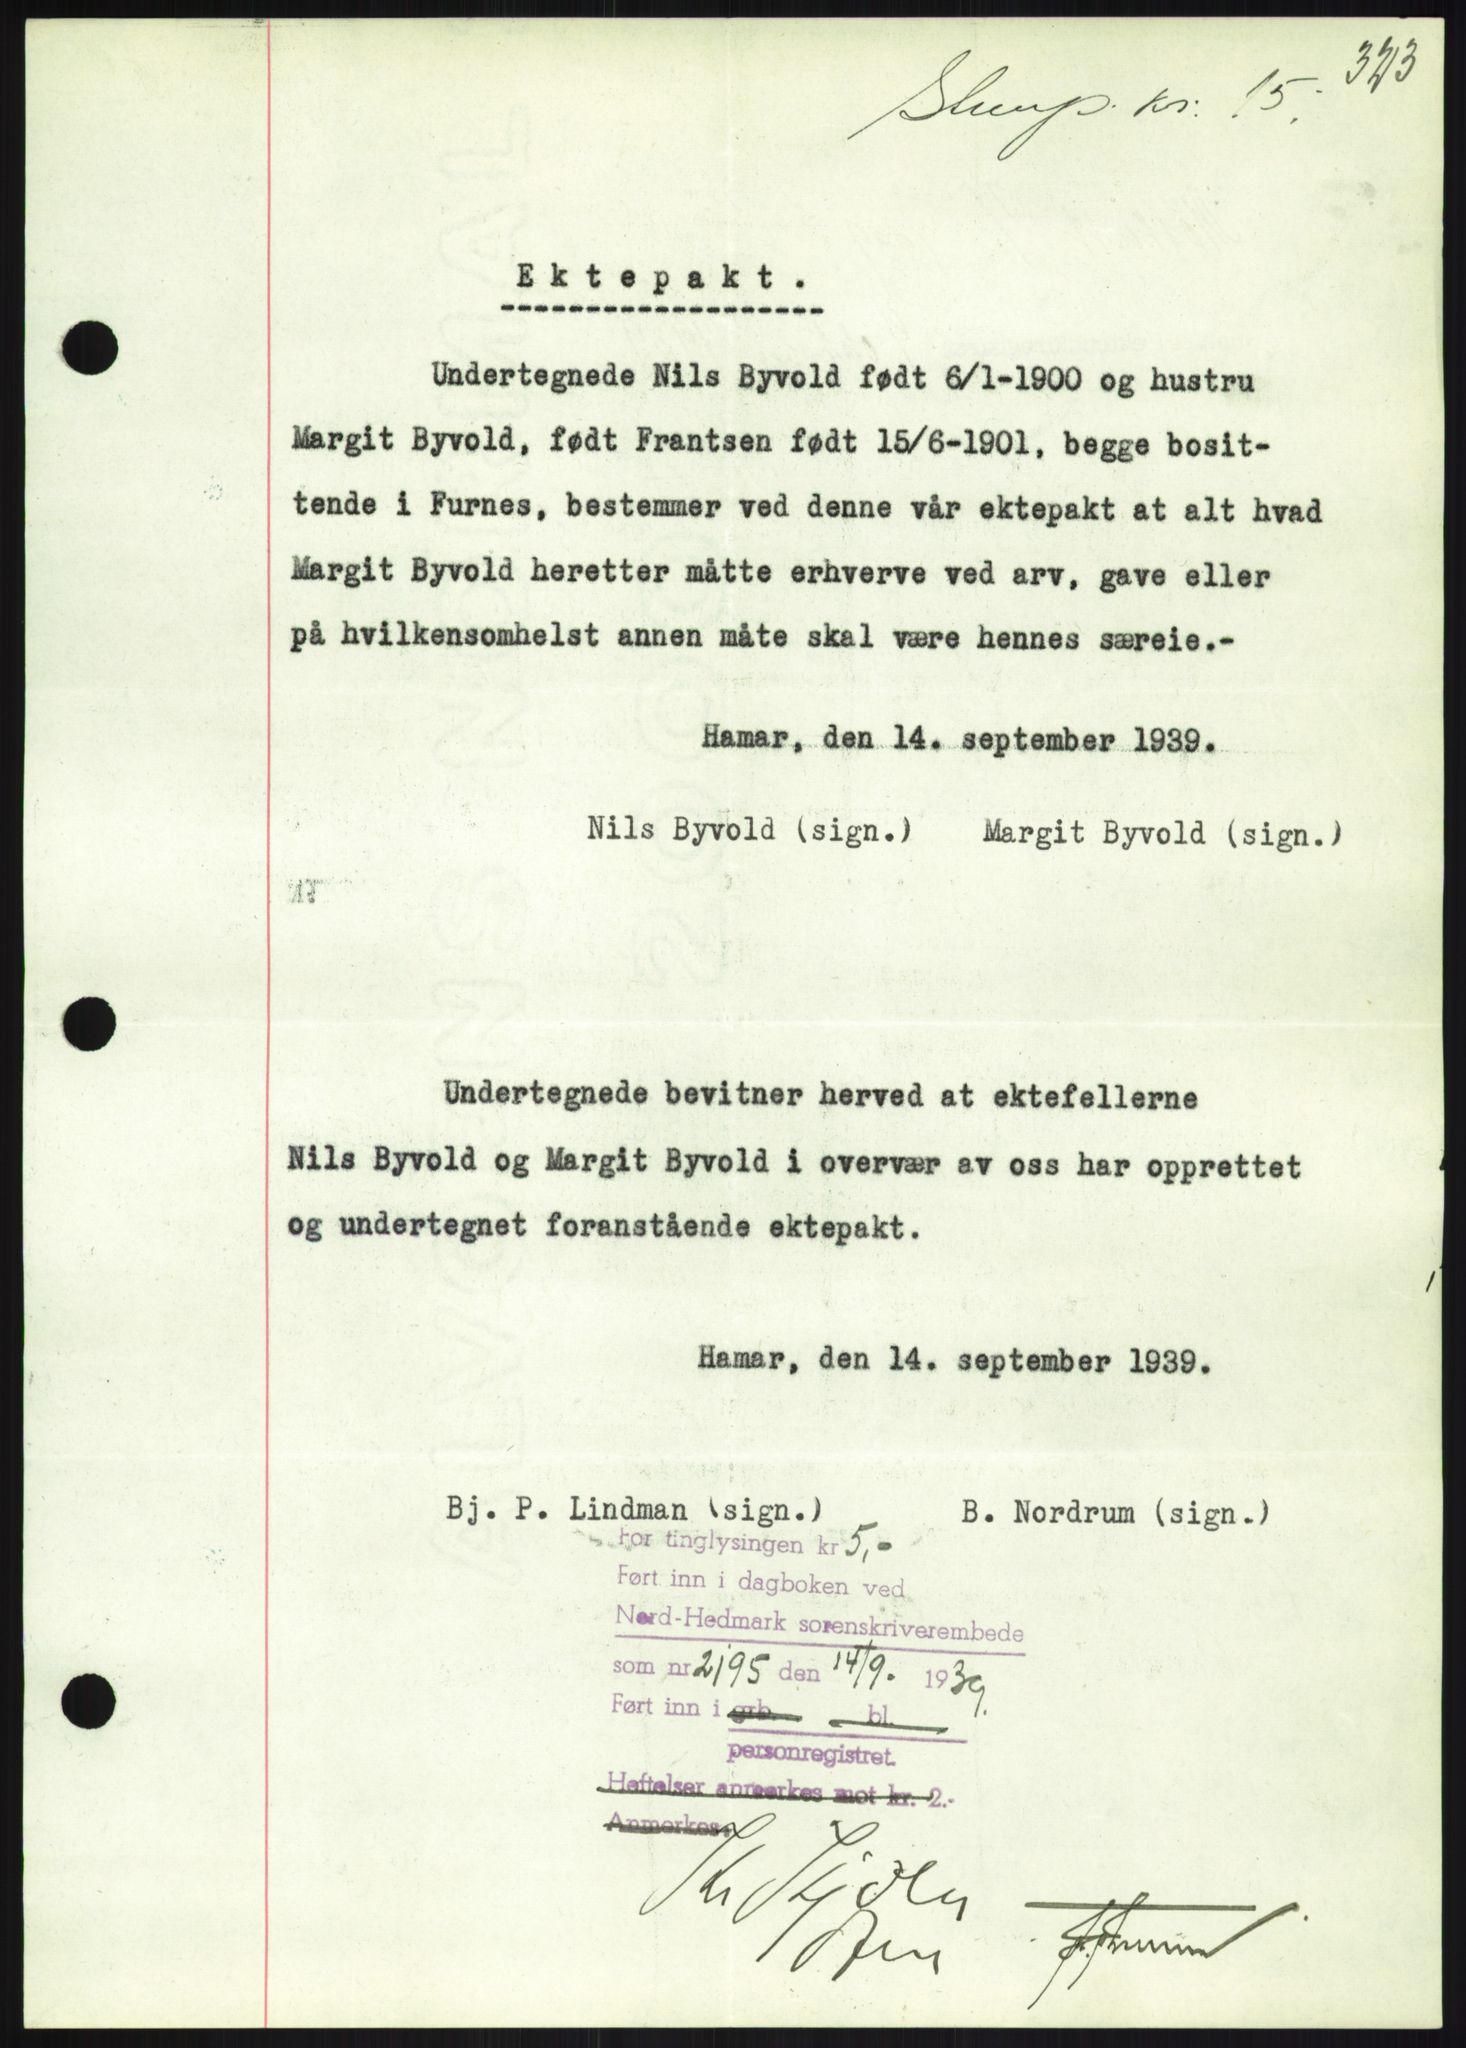 323
Stemp. kr. 15,
Ektepakt.
Undertegnede Nils Byvold født 6/1-1900 og hustru
Margit Byvold, født Frantsen født 15/6-1901, begge bosit-
tende i Furnes, bestemmer ved denne vår ektepakt at alt hvad
Margit Byvold heretter måtte erhverve ved arv, gave eller
på hvilkensomhelst annen måte skal være hennes særeie.-
Hamar, den 14. september 1939.
Nils Byvold (sign.) Margit Byvold (sign.)
Undertegnede bevitner herved at ektefellerne
Nils Byvold og Margit Byvold i overvær av oss har opprettet
og undertegnet foranstående ektepakt.
Hamar, den 14. september 1939.
Bj. P. Lindman (sign.) B. Nordrum (sign.)
For tinglysingen kr 5,-
Ført inn i dagboken ved
Nord-Hedmark sorenskriverembede
som nr 2195 den 14/9. 1939.
Ført inn i grb. bl.
personregistret.
Heftelser anmerkes mot kr. 2.-
Anmerkes.